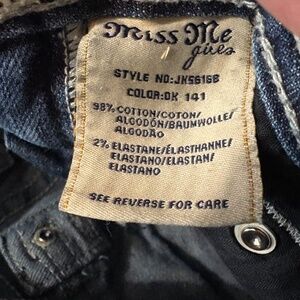 Miss Me
girls
STYLE NO:JK5616B
COLOR:DK 141
98% COTTON/COTON/
ALGODÓN/BAUMWOLLE/
ALGODÃO
2% ELASTANE/ÉLASTHANNE/
ELASTANO/ELASTAN/
ELASTANO
SEE REVERSE FOR CARE